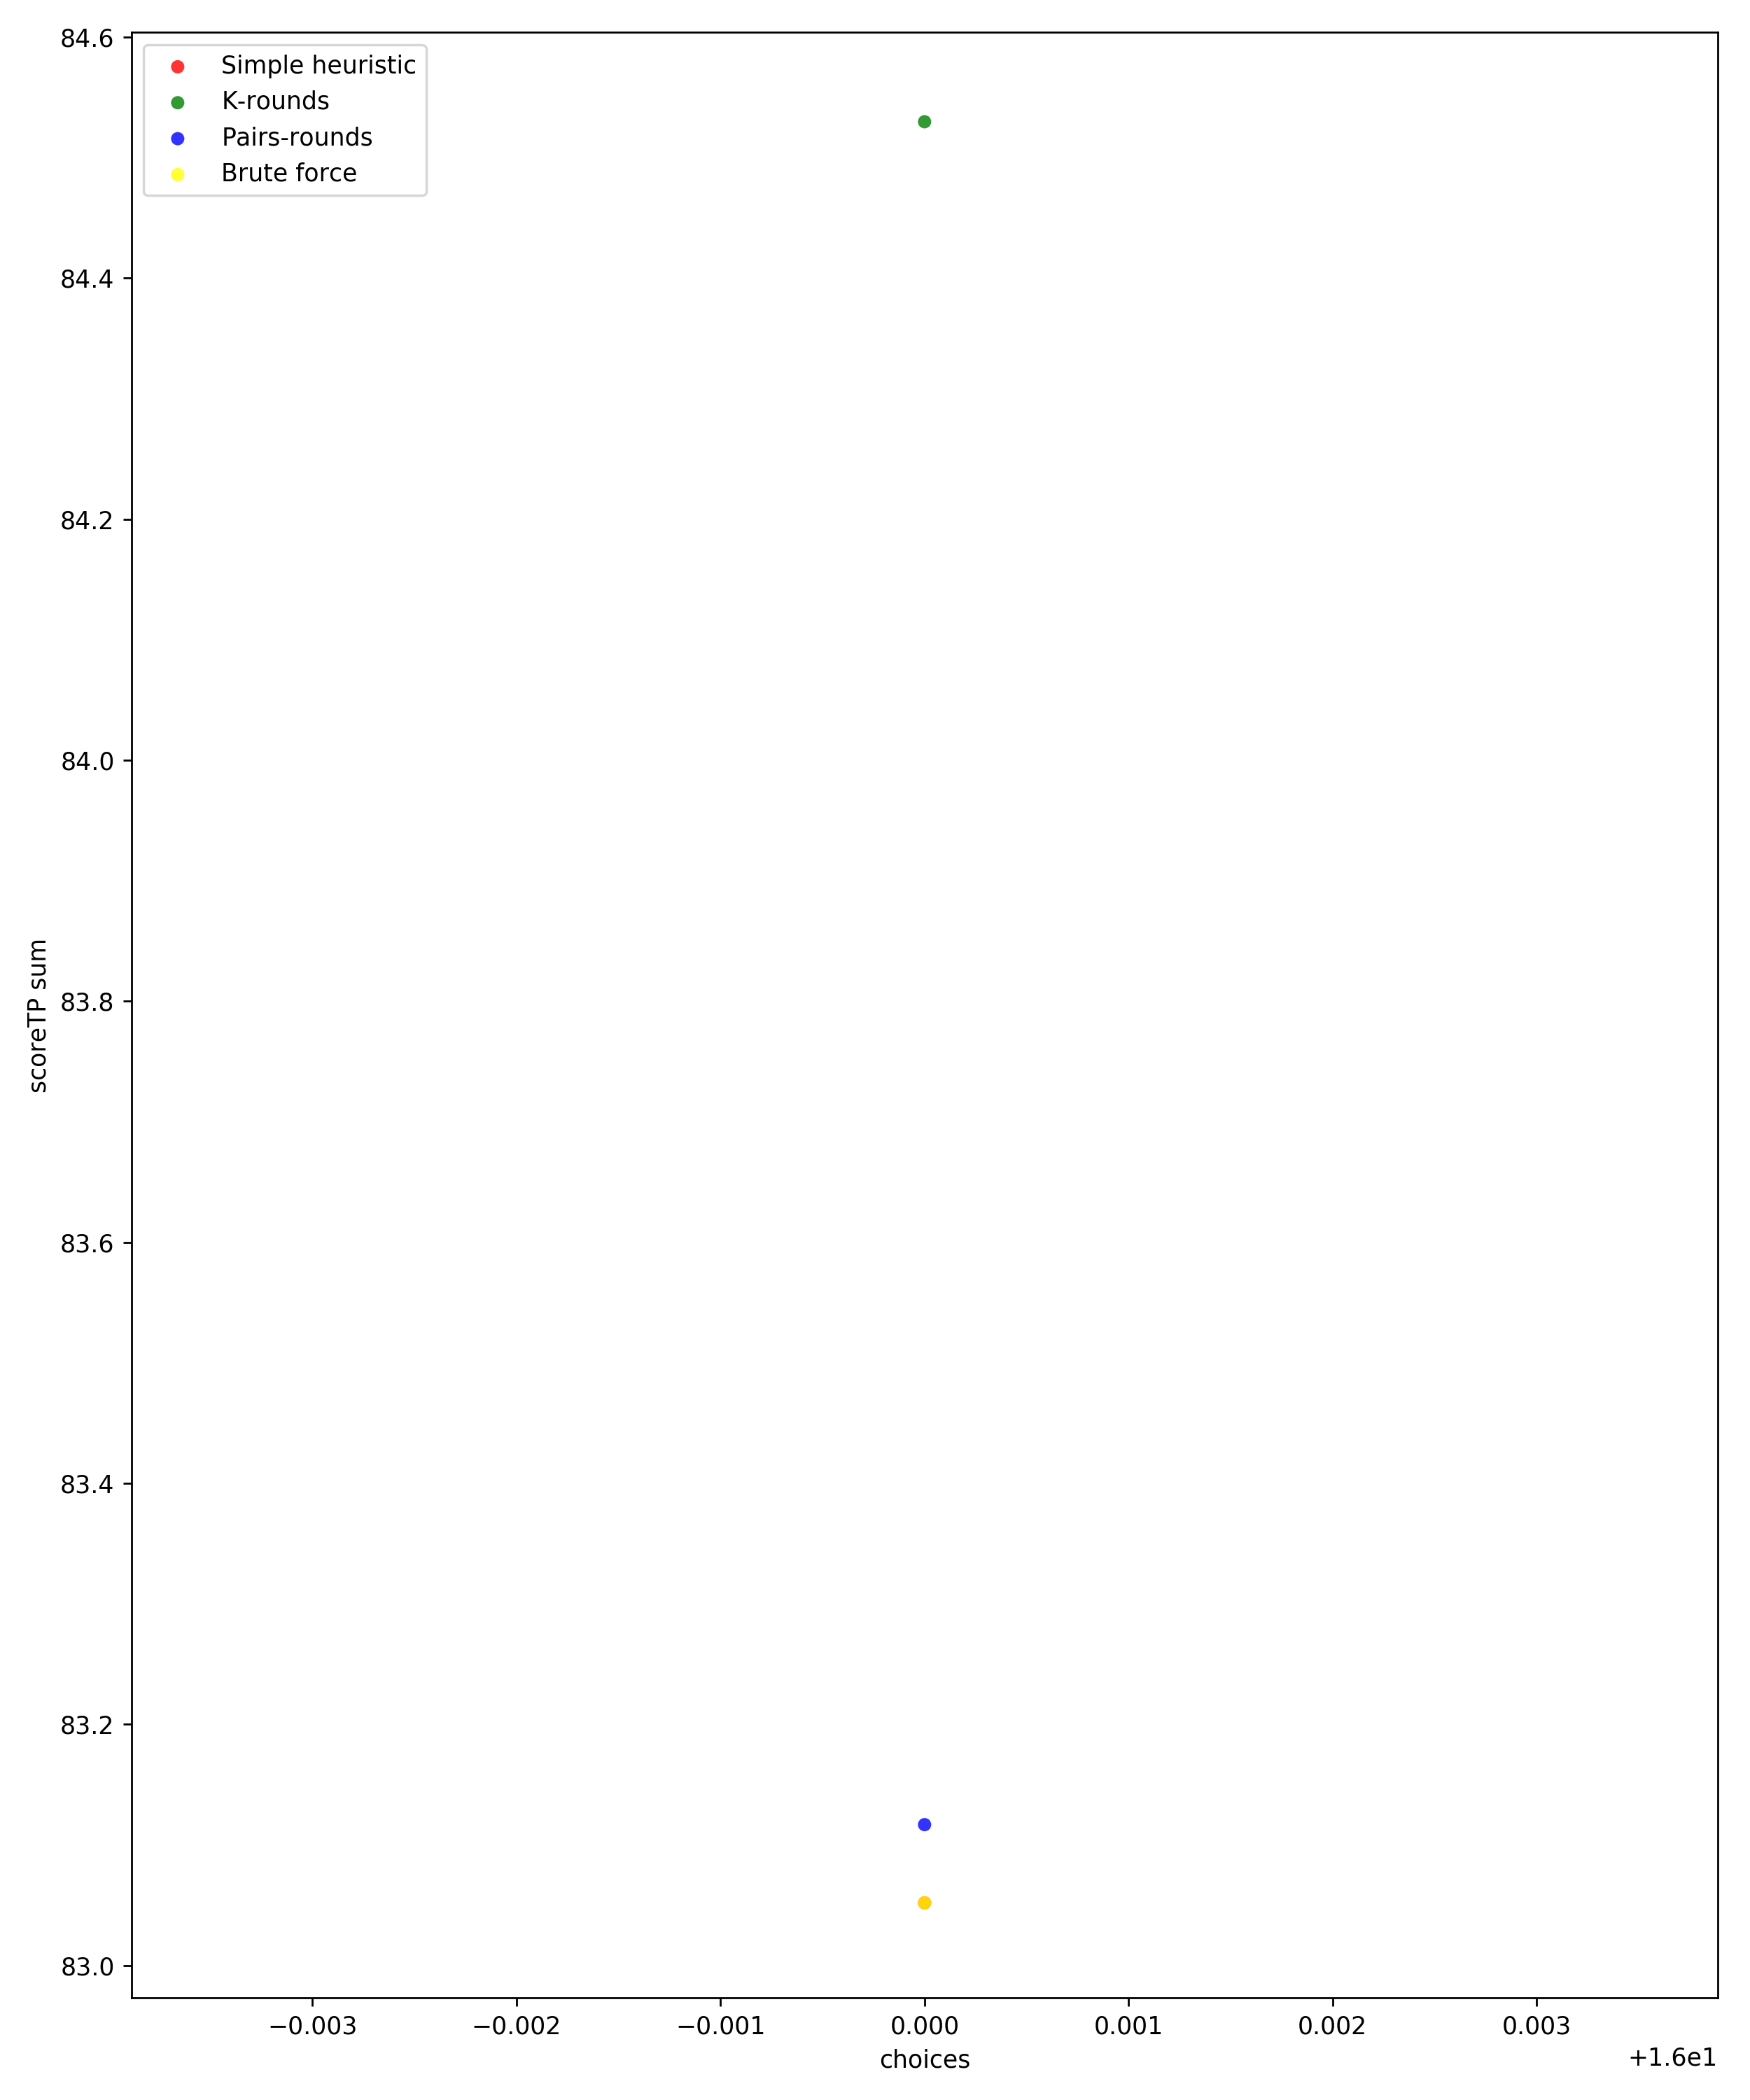 Simple heuristic
K-rounds
Pairs-rounds
Brute force
84.6
84.4
84.2
84.0
83.8
83.6
83.4
83.2
83.0
scoreTP sum
−0.003 −0.002 −0.001 0.000 0.001 0.002 0.003
choices
+1.6e1